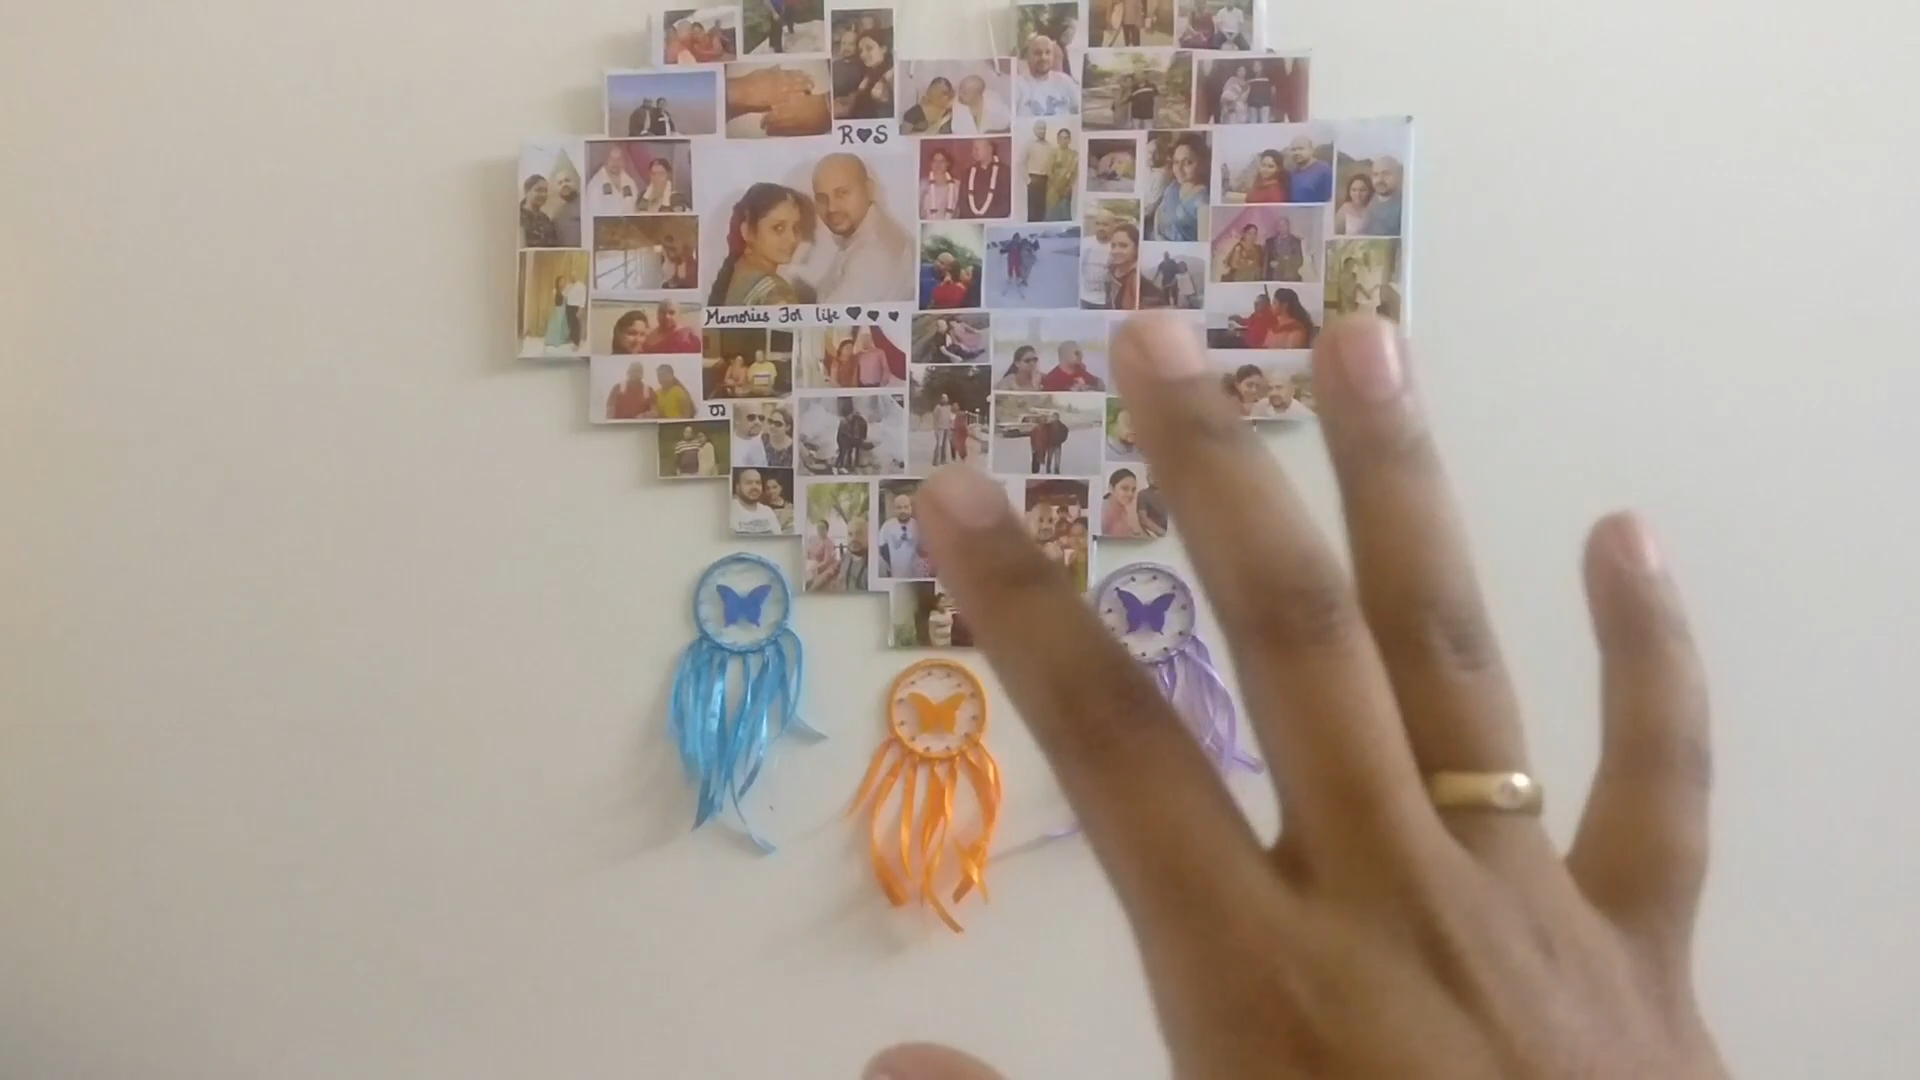 R♥S
Memories For life ♥ ♥ ♥